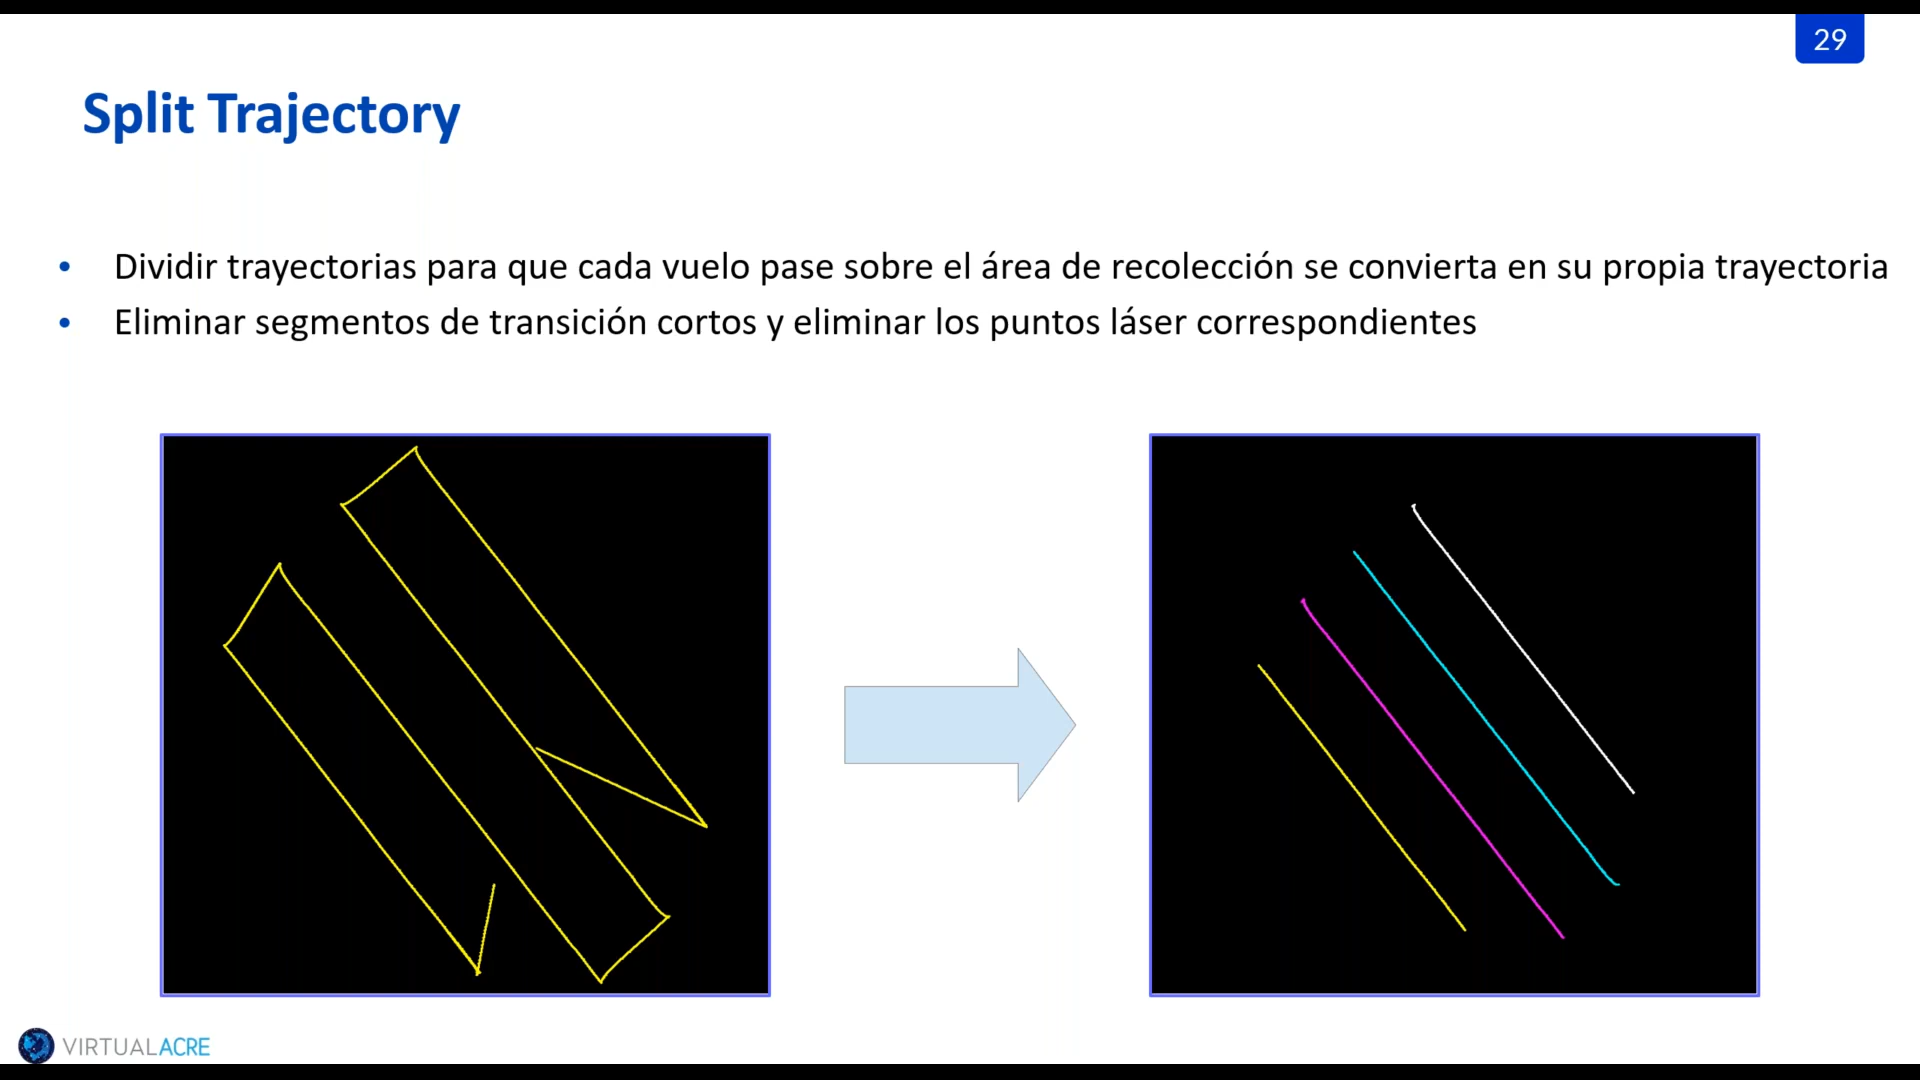 29
Split Trajectory
• Dividir trayectorias para que cada vuelo pase sobre el área de recolección se convierta en su propia trayectoria
• Eliminar segmentos de transición cortos y eliminar los puntos láser correspondientes
VIRTUALACRE